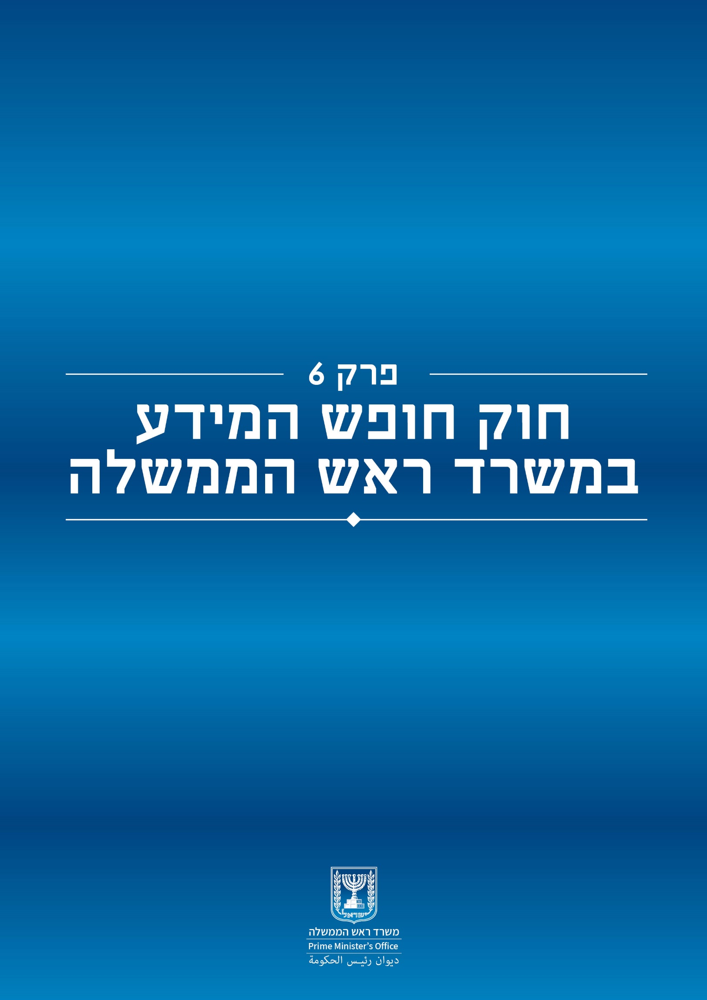 פרק 6
חוק חופש המידע
במשרד ראש הממשלה
ישראל
משרד ראש הממשלה
Prime Minister’s Office
ديوان رئيس الحكومة